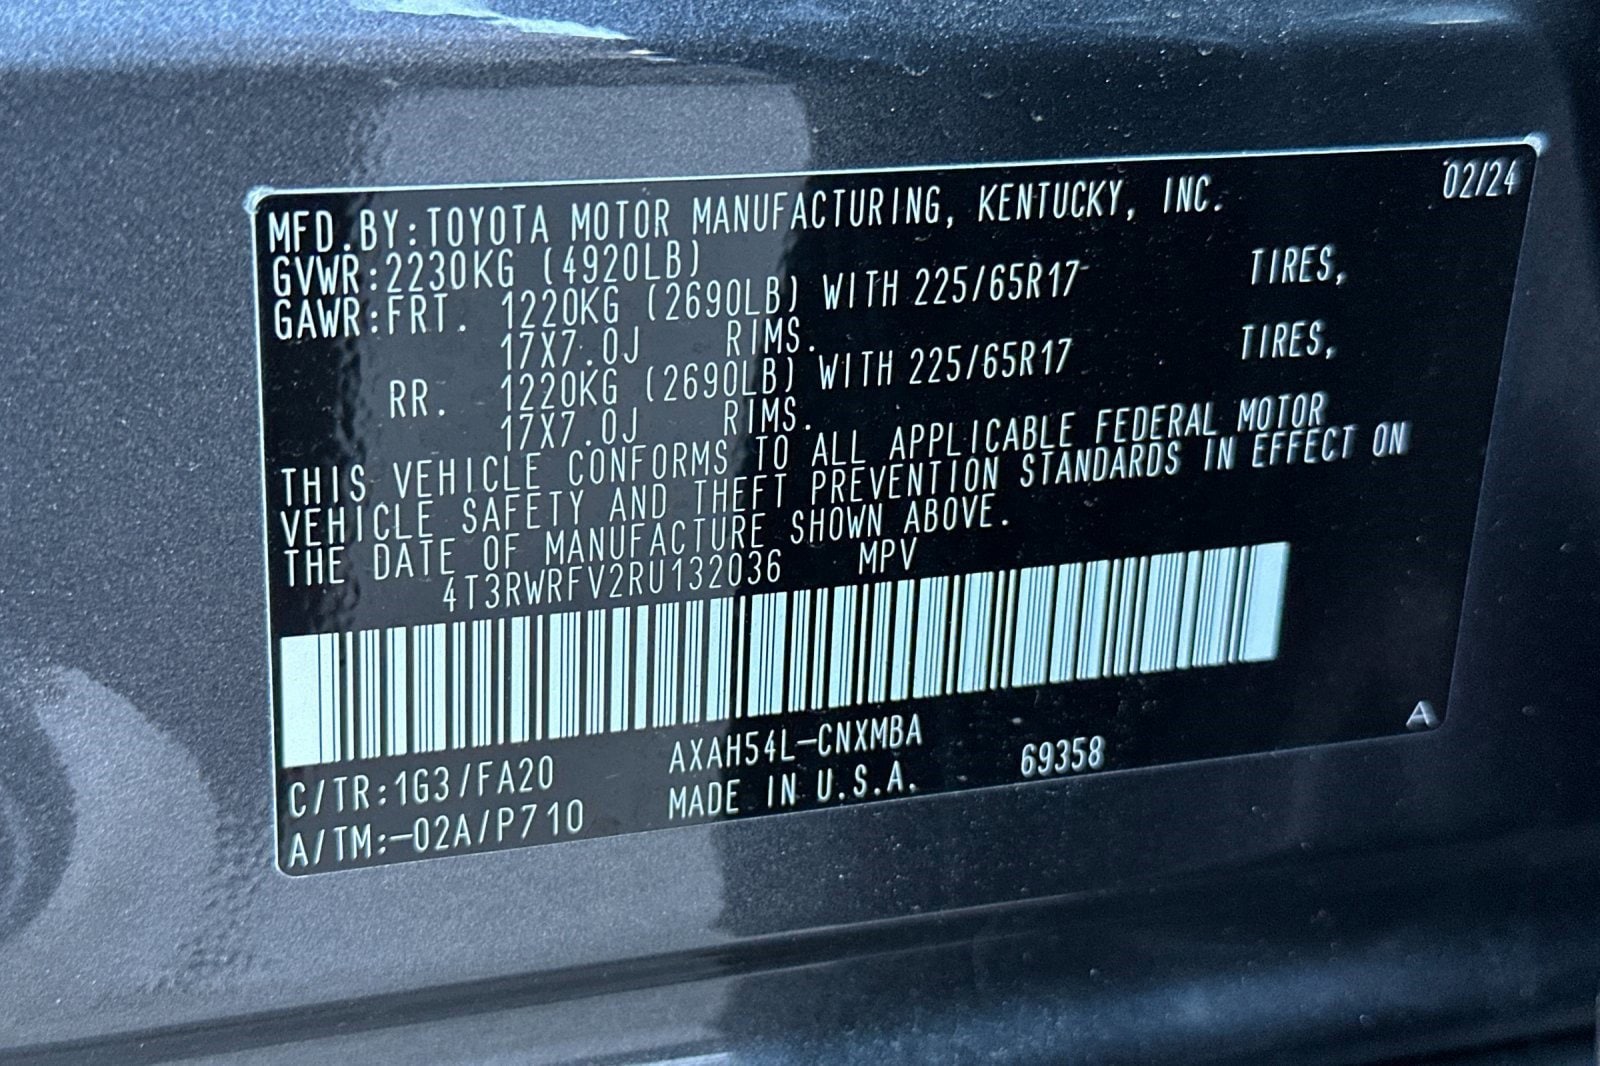 02/24
MFD.BY:TOYOTA MOTOR MANUFACTURING, KENTUCKY, INC.
GVWR:2230KG (4920LB)
GAWR:FRT. 1220KG (2690LB) WITH 225/65R17 TIRES,
17X7.0J RIMS.
RR. 1220KG (2690LB) WITH 225/65R17 TIRES,
17X7.0J RIMS.
THIS VEHICLE CONFORMS TO ALL APPLICABLE FEDERAL MOTOR
VEHICLE SAFETY AND THEFT PREVENTION STANDARDS IN EFFECT ON
THE DATE OF MANUFACTURE SHOWN ABOVE.
4T3RWRFV2RU132036 MPV
C/TR:1G3/FA20 AXAH54L-CNXMBA
A/TM:-02A/P710 MADE IN U.S.A. 69358
A